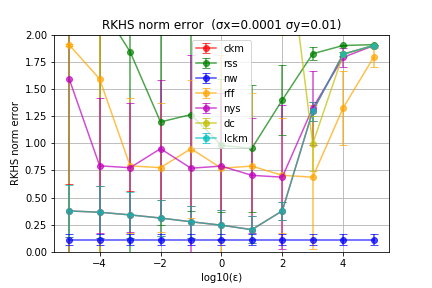 RKHS norm error (σx=0.0001 σy=0.01)
RKHS norm error
2.00
1.75
1.50
1.25
1.00
0.75
0.50
0.25
0.00
ckm
rss
nw
rff
nys
dc
lckm
−4
−2
0
2
4
log10(ε)